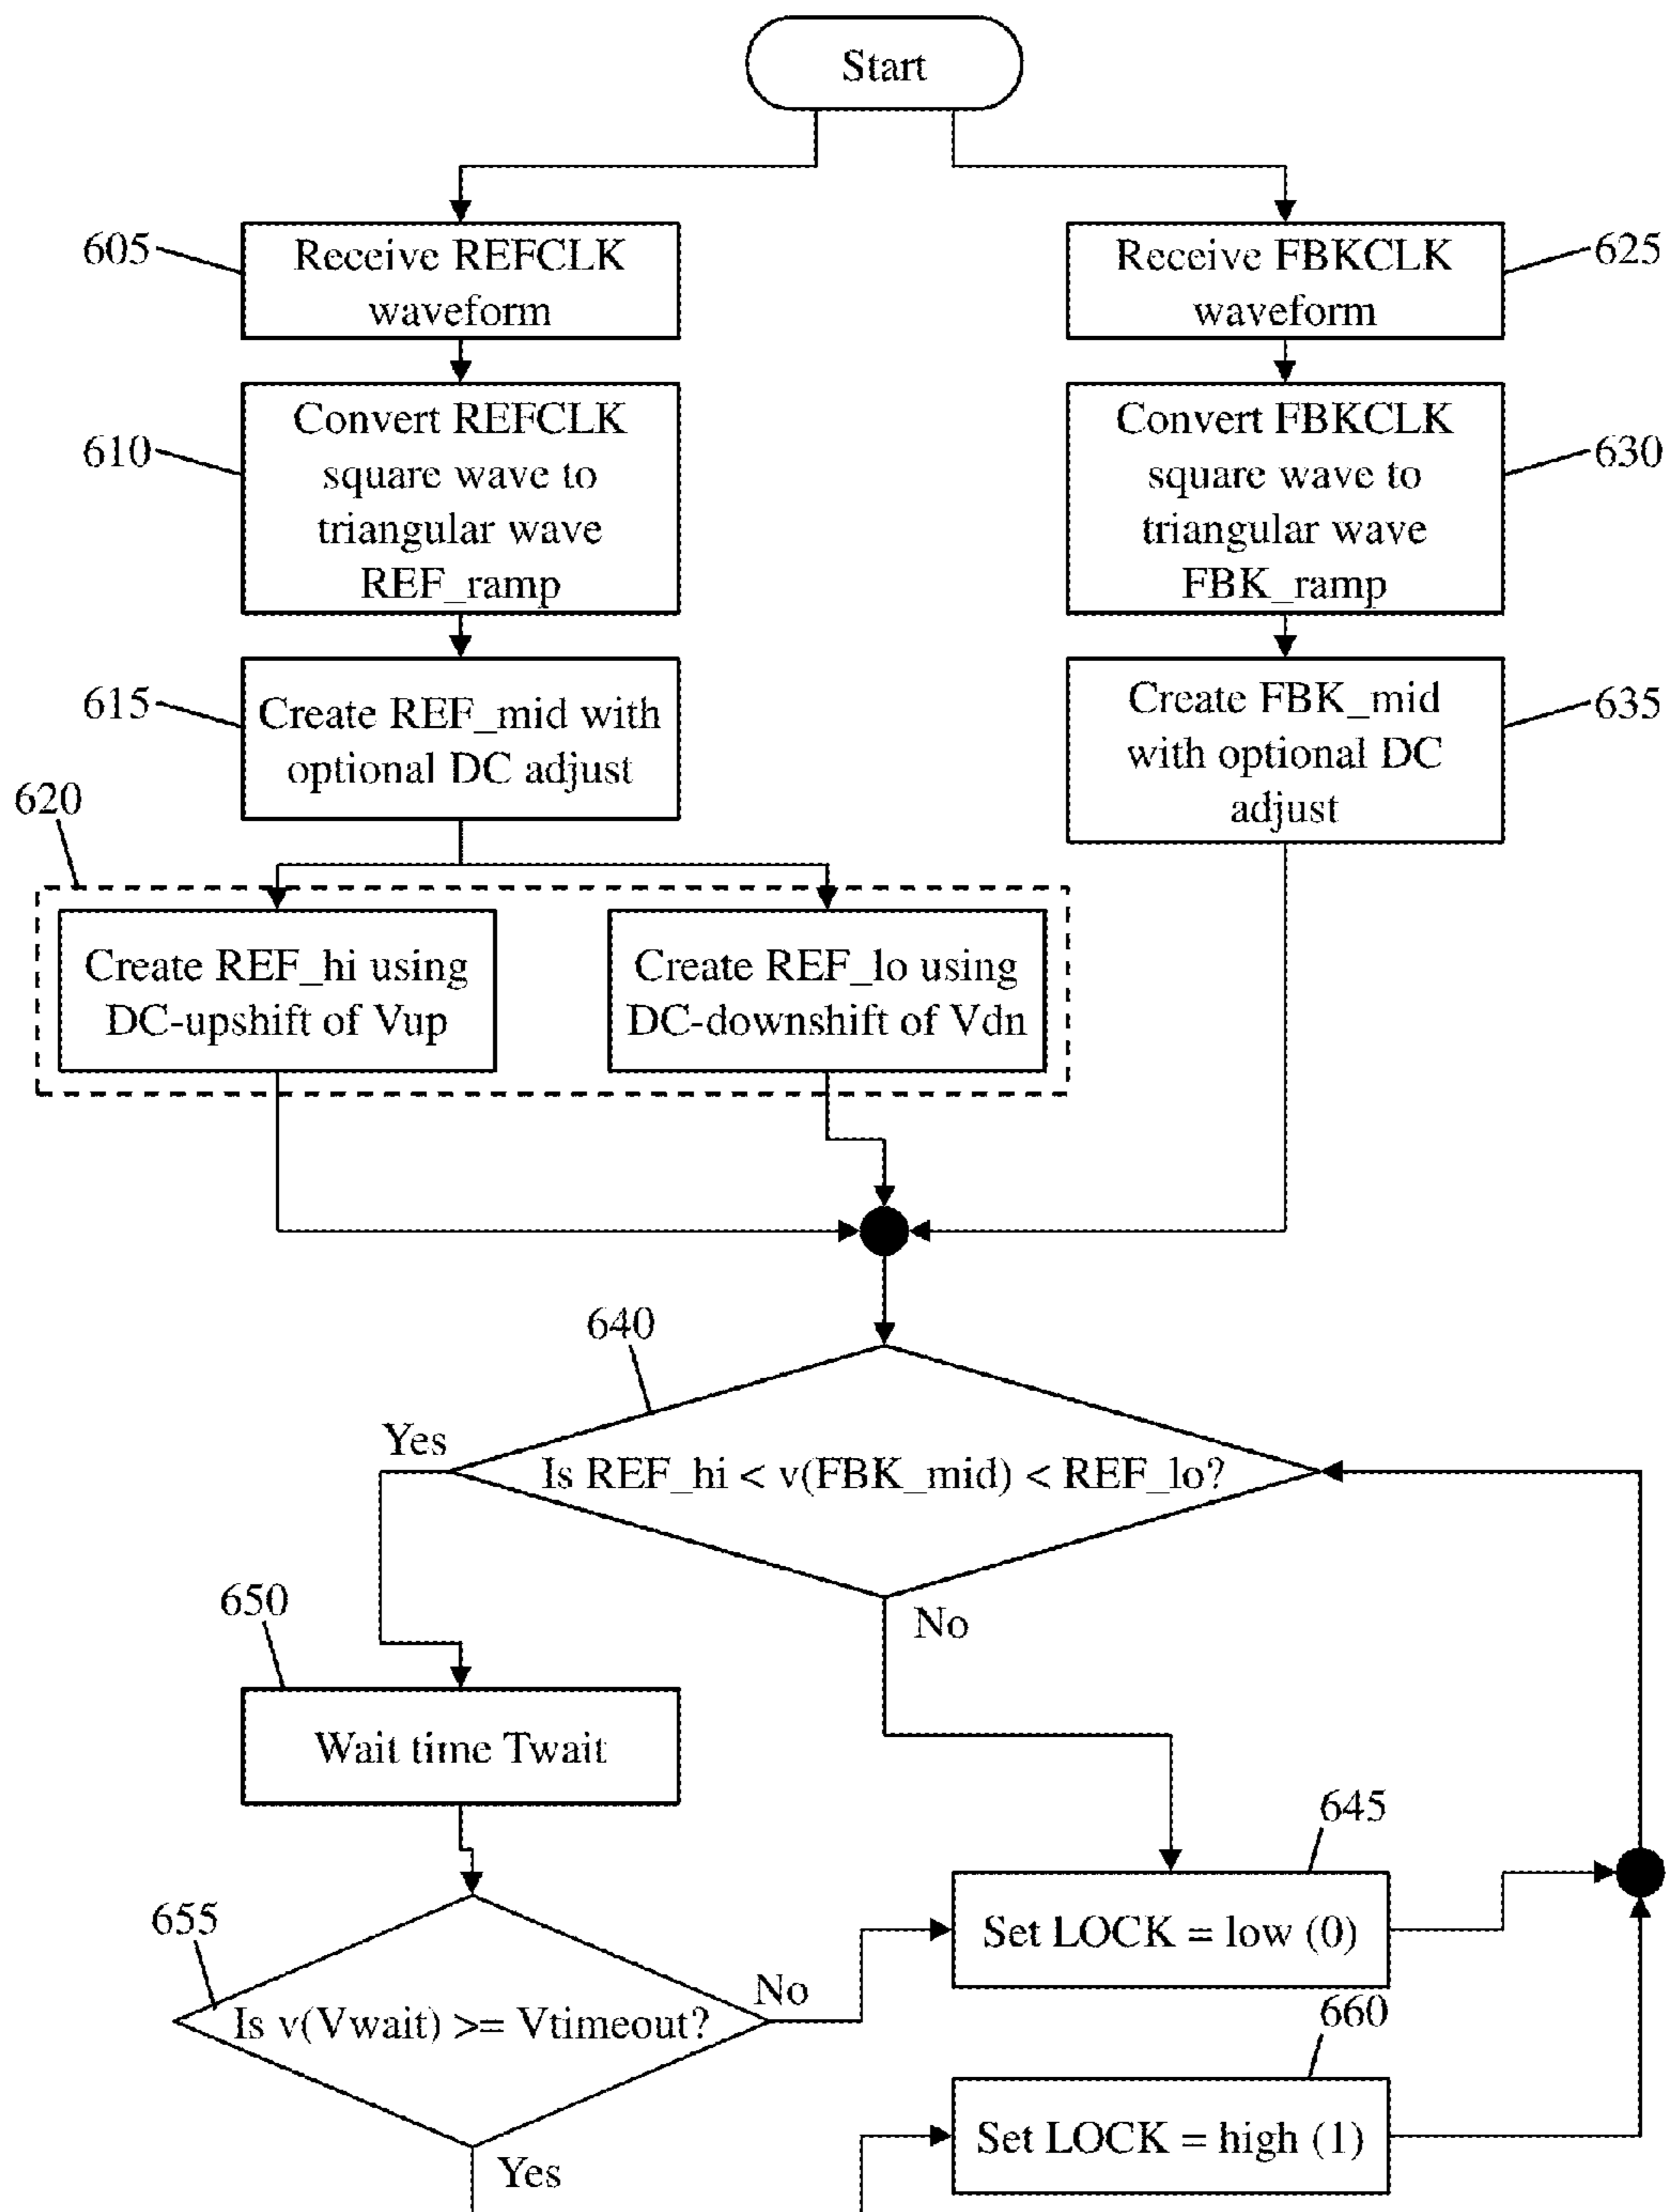 Start
605
Receive REFCLK
waveform
Receive FBKCLK
waveform
625
610
Convert REFCLK
square wave to
triangular wave
REF_ramp
Convert FBKCLK
square wave to
triangular wave
FBK_ramp
630
615
Create REF_mid with
optional DC adjust
Create FBK_mid
with optional DC
adjust
635
620
Create REF_hi using
DC-upshift of Vup
Create REF_lo using
DC-downshift of Vdn
640
Yes
Is REF_hi < v(FBK_mid) < REF_lo?
No
650
Wait time Twait
645
Set LOCK = low (0)
655
Is v(Vwait) >= Vtimeout?
No
660
Set LOCK = high (1)
Yes